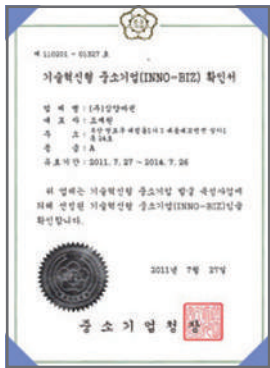 제 110201 - 01327 호
기술혁신형 중소기업(INNO-BIZ) 확인서
업 체 명 : (주)삼양마린
대 표 자 : 조
주 소 :
등 급 : A
유효기간 : 2011. 7. 27 ~ 2014. 7. 26
위 업체는 기술혁신형 중소기업 발굴 육성사업에
의해 선정된 기술혁신형 중소기업(INNO-BIZ)임을
확인합니다.
2011년 7월 27일
중 소 기 업 청 장